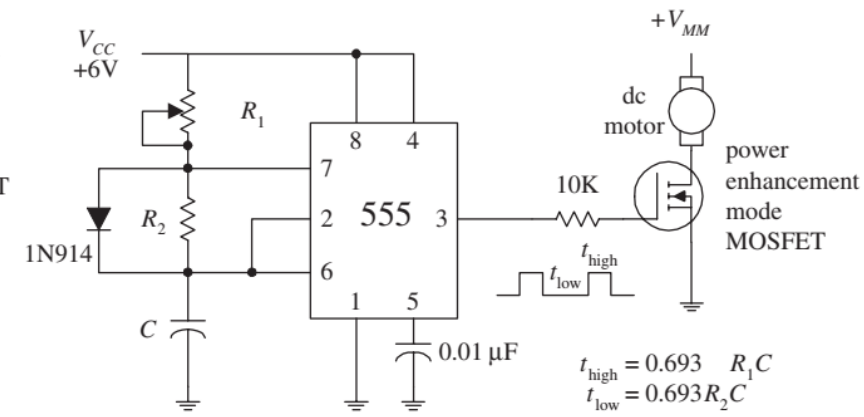 +V_MM
V_CC
+6V
dc
motor
R_1
8 4
power
enhancement
mode
MOSFET
7
10K
T
R_2
2 555 3
1N914
6
t_high
t_low
1 5
C
0.01 μF
t_high = 0.693 R_1C
t_low = 0.693R_2C